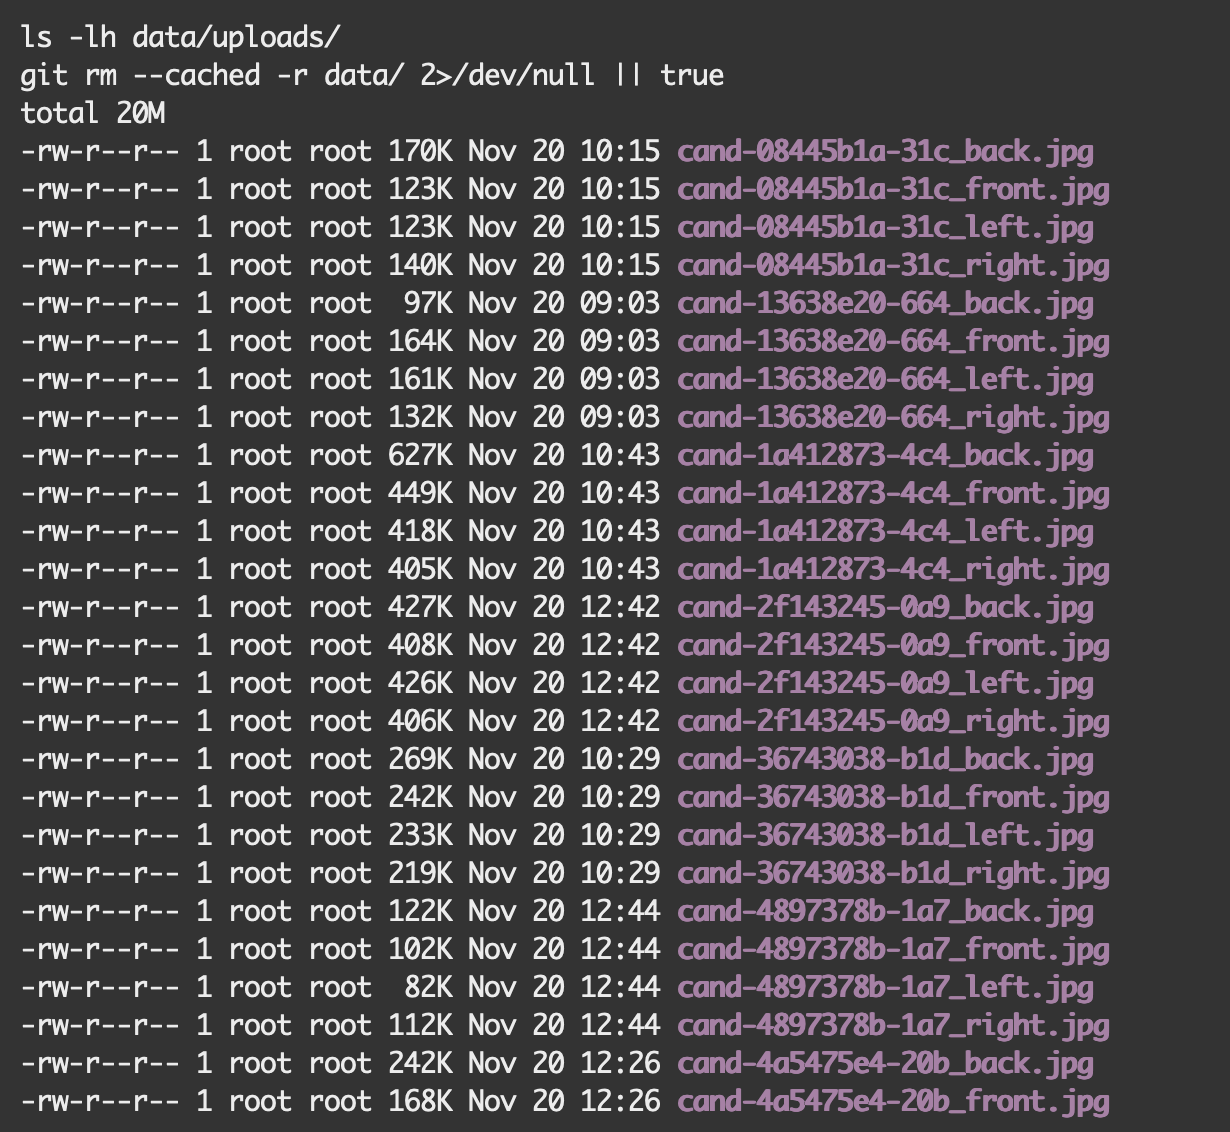 ls -lh data/uploads/
git rm --cached -r data/ 2>/dev/null || true
total 20M
-rw-r--r-- 1 root root 170K Nov 20 10:15 cand-08445b1a-31c_back.jpg
-rw-r--r-- 1 root root 123K Nov 20 10:15 cand-08445b1a-31c_front.jpg
-rw-r--r-- 1 root root 123K Nov 20 10:15 cand-08445b1a-31c_left.jpg
-rw-r--r-- 1 root root 140K Nov 20 10:15 cand-08445b1a-31c_right.jpg
-rw-r--r-- 1 root root  97K Nov 20 09:03 cand-13638e20-664_back.jpg
-rw-r--r-- 1 root root 164K Nov 20 09:03 cand-13638e20-664_front.jpg
-rw-r--r-- 1 root root 161K Nov 20 09:03 cand-13638e20-664_left.jpg
-rw-r--r-- 1 root root 132K Nov 20 09:03 cand-13638e20-664_right.jpg
-rw-r--r-- 1 root root 627K Nov 20 10:43 cand-1a412873-4c4_back.jpg
-rw-r--r-- 1 root root 449K Nov 20 10:43 cand-1a412873-4c4_front.jpg
-rw-r--r-- 1 root root 418K Nov 20 10:43 cand-1a412873-4c4_left.jpg
-rw-r--r-- 1 root root 405K Nov 20 10:43 cand-1a412873-4c4_right.jpg
-rw-r--r-- 1 root root 427K Nov 20 12:42 cand-2f143245-0a9_back.jpg
-rw-r--r-- 1 root root 408K Nov 20 12:42 cand-2f143245-0a9_front.jpg
-rw-r--r-- 1 root root 426K Nov 20 12:42 cand-2f143245-0a9_left.jpg
-rw-r--r-- 1 root root 406K Nov 20 12:42 cand-2f143245-0a9_right.jpg
-rw-r--r-- 1 root root 269K Nov 20 10:29 cand-36743038-b1d_back.jpg
-rw-r--r-- 1 root root 242K Nov 20 10:29 cand-36743038-b1d_front.jpg
-rw-r--r-- 1 root root 233K Nov 20 10:29 cand-36743038-b1d_left.jpg
-rw-r--r-- 1 root root 219K Nov 20 10:29 cand-36743038-b1d_right.jpg
-rw-r--r-- 1 root root 122K Nov 20 12:44 cand-4897378b-1a7_back.jpg
-rw-r--r-- 1 root root 102K Nov 20 12:44 cand-4897378b-1a7_front.jpg
-rw-r--r-- 1 root root  82K Nov 20 12:44 cand-4897378b-1a7_left.jpg
-rw-r--r-- 1 root root 112K Nov 20 12:44 cand-4897378b-1a7_right.jpg
-rw-r--r-- 1 root root 242K Nov 20 12:26 cand-4a5475e4-20b_back.jpg
-rw-r--r-- 1 root root 168K Nov 20 12:26 cand-4a5475e4-20b_front.jpg